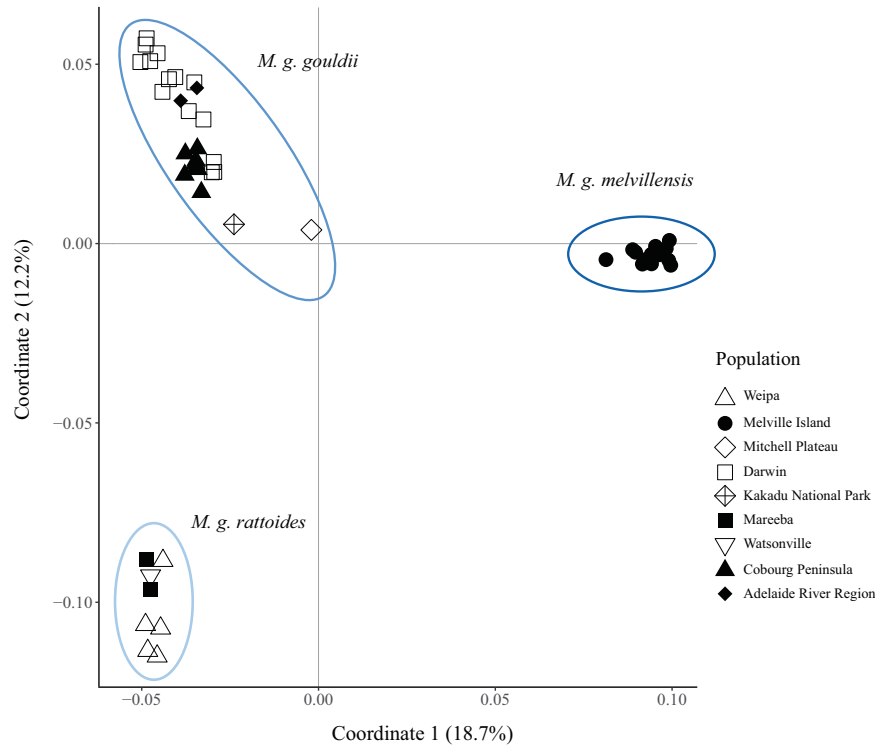 M. g. gouldii
M. g. melvillensis
M. g. rattoides
0.05
0.00
−0.05
−0.10
Coordinate 2 (12.2%)
−0.05
0.00
0.05
0.10
Coordinate 1 (18.7%)
Population
Weipa
Melville Island
Mitchell Plateau
Darwin
Kakadu National Park
Mareeba
Watsonville
Cobourg Peninsula
Adelaide River Region